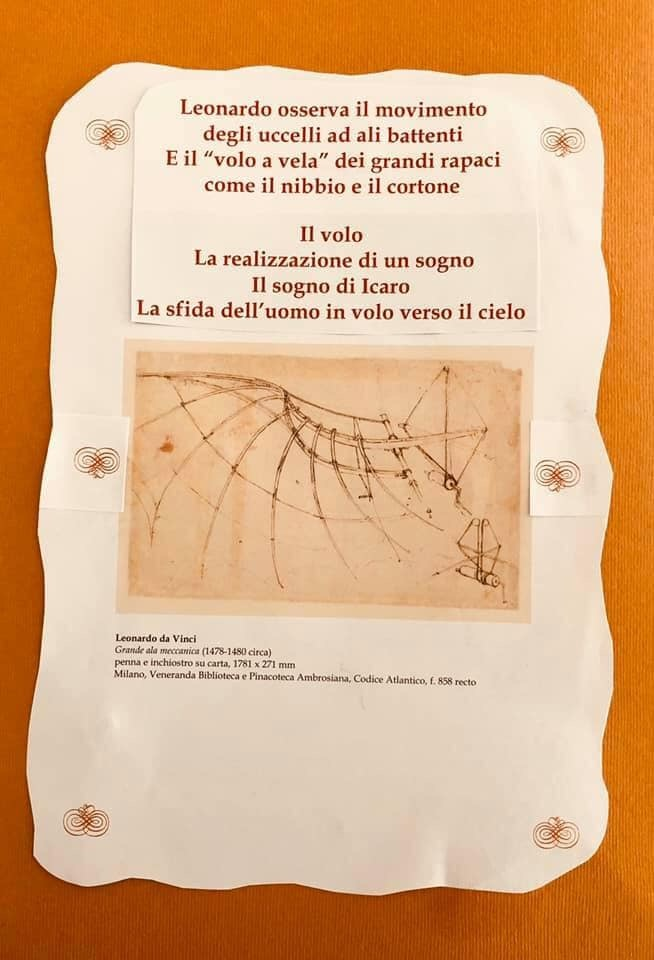 Leonardo osserva il movimento
degli uccelli ad ali battenti
E il “volo a vela” dei grandi rapaci
come il nibbio e il cortone
Il volo
La realizzazione di un sogno
Il sogno di Icaro
La sfida dell’uomo in volo verso il cielo
Leonardo da Vinci
Grande ala meccanica (1478-1480 circa)
penna e inchiostro su carta, 1781 x 271 mm
Milano, Veneranda Biblioteca e Pinacoteca Ambrosiana, Codice Atlantico, f. 858 recto